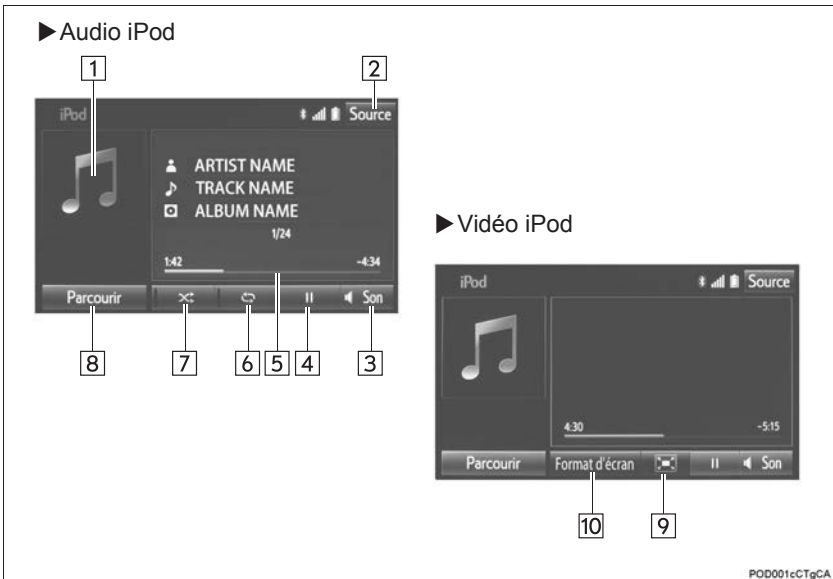 ▶Audio iPod
1
2
iPod
Source
ARTIST NAME
TRACK NAME
ALBUM NAME
1/24
1:42
-4:34
Parcourir
Son
8
7
6
5
4
3
▶Vidéo iPod
iPod
Source
4:30
-5:15
Parcourir
Format d'écran
Son
10
9
POD001cCTgCA